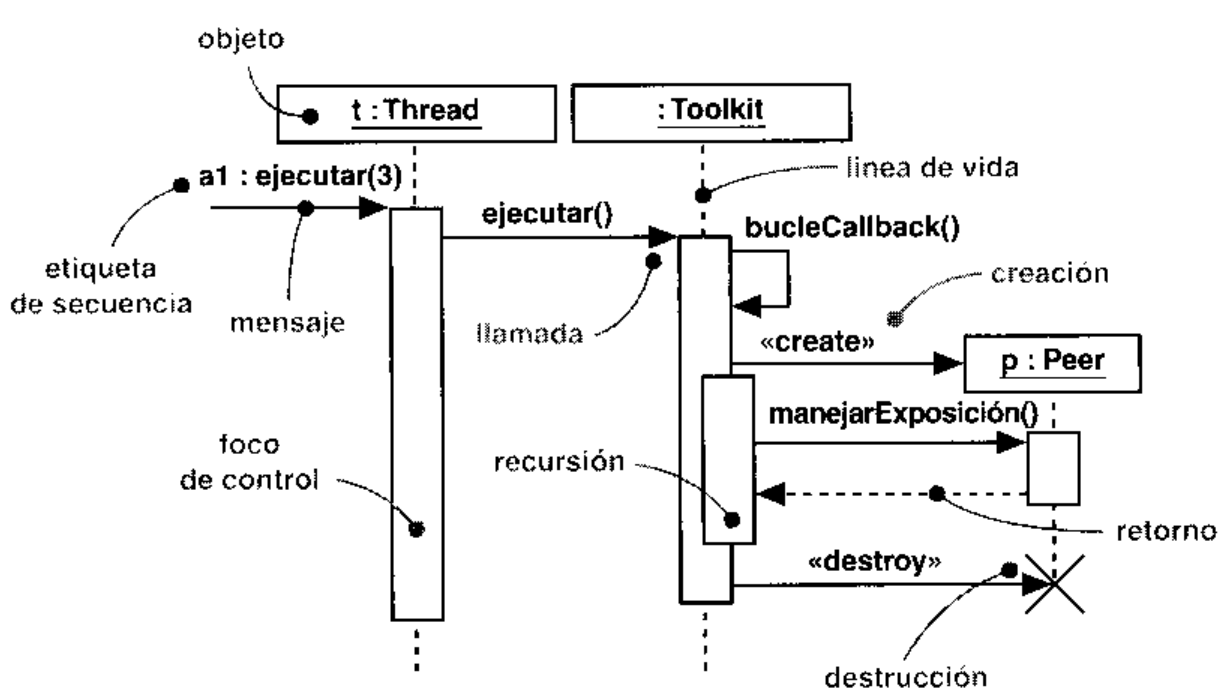 objeto
t : Thread
: Toolkit
a1 : ejecutar(3)
línea de vida
ejecutar()
bucleCallback()
etiqueta
de secuencia
mensaje
llamada
creación
«create»
p : Peer
manejarExposición()
foco
de control
recursión
retorno
«destroy»
destrucción